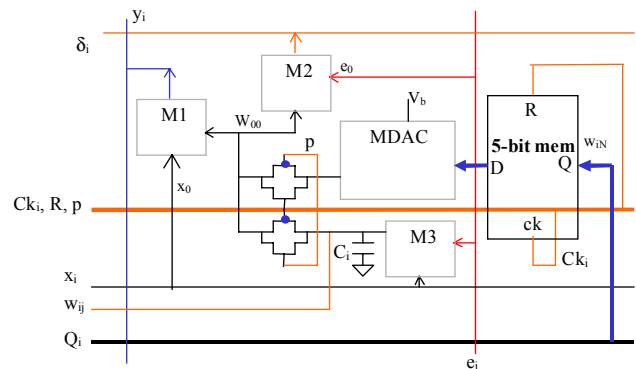 yᵢ
δᵢ
M2
e₀
V_b
R
M1
W₀₀
p
MDAC
5-bit mem
w_iN
D
Q
x₀
Ckᵢ, R, p
ck
M3
Cᵢ
Ckᵢ
xᵢ
w_ij
Qᵢ
eᵢ